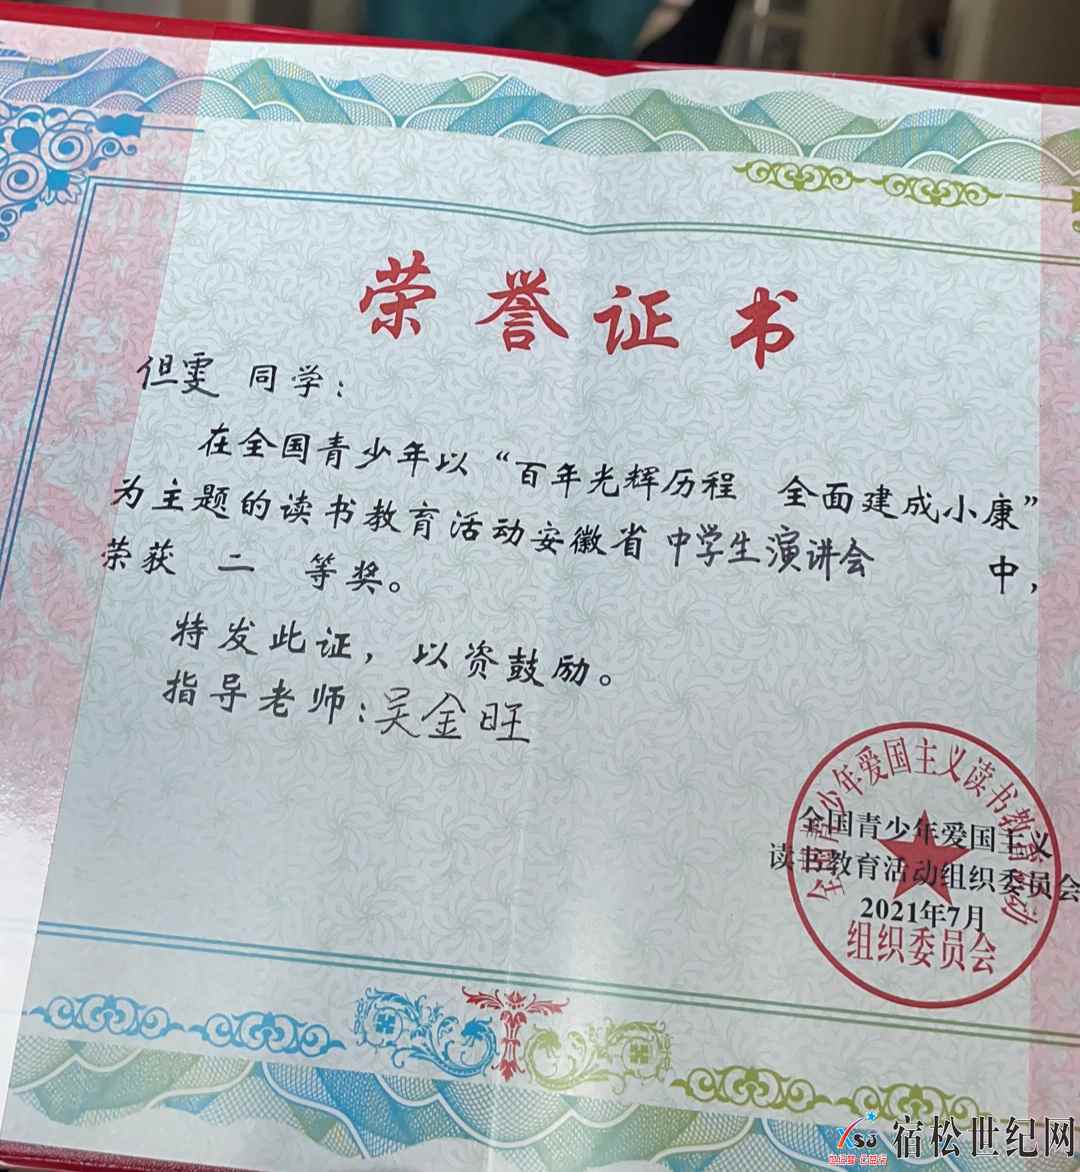 荣誉证书
但雯 同学：
在全国青少年以“百年光辉历程 全面建成小康”
为主题的读书教育活动安徽省中学生演讲会 中，
荣获 二 等奖。
特发此证，以资鼓励。
指导老师：吴金旺
全国青少年爱国主义读书教育活动
全国青少年爱国主义
读书教育活动组织委员会
2021年7月
组织委员会
宿松世纪网